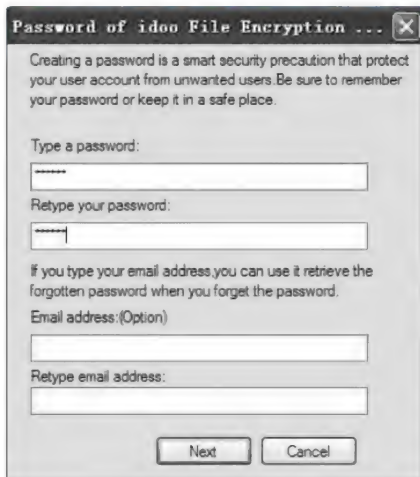 Password of idoo File Encryption ...
Creating a password is a smart security precaution that protect
your user account from unwanted users.Be sure to remember
your password or keep it in a safe place.
Type a password:
******
Retype your password:
******
If you type your email address,you can use it retrieve the
forgotten password when you forget the password.
Email address:(Option)
Retype email address:
Next Cancel